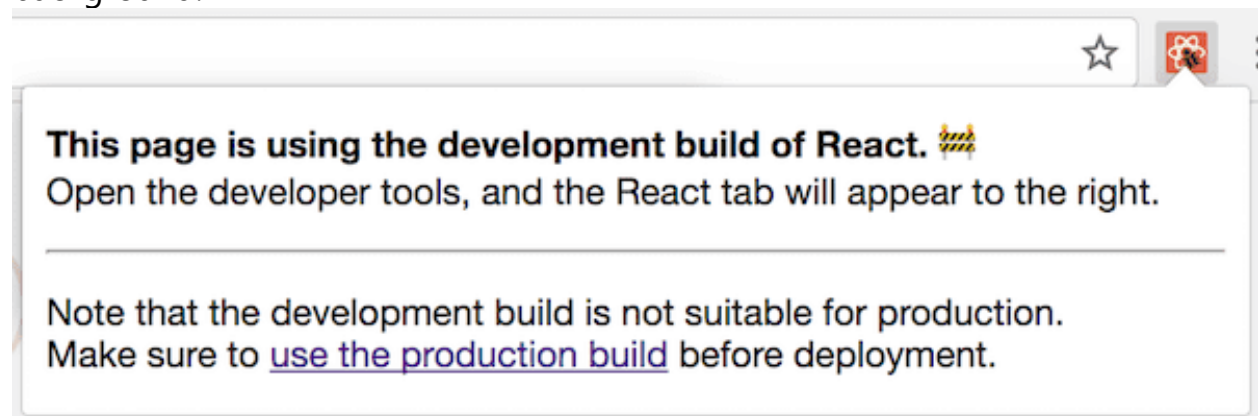 This page is using the development build of React. 🚧
Open the developer tools, and the React tab will appear to the right.
Note that the development build is not suitable for production.
Make sure to use the production build before deployment.